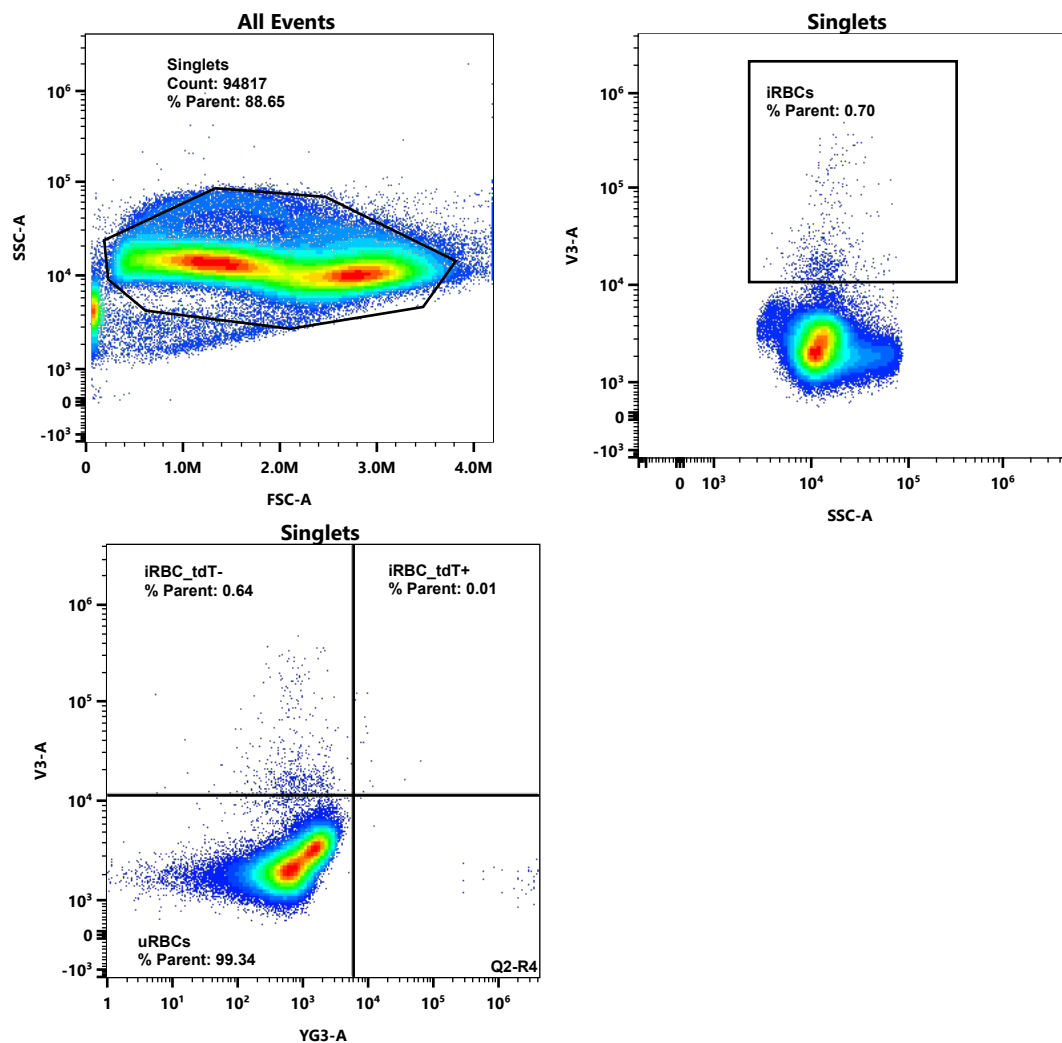 All Events
Singlets
Count: 94817
% Parent: 88.65
10⁶
10⁵
10⁴
10³
0
-10³
SSC-A
0
1.0M
2.0M
3.0M
4.0M
FSC-A
Singlets
iRBCs
% Parent: 0.70
10⁶
10⁵
10⁴
10³
0
-10³
V3-A
0
10³
10⁴
10⁵
10⁶
SSC-A
Singlets
iRBC_tdT-
% Parent: 0.64
iRBC_tdT+
% Parent: 0.01
10⁶
10⁵
10⁴
10³
0
-10³
V3-A
uRBCs
% Parent: 99.34
Q2-R4
1
10¹
10²
10³
10⁴
10⁵
10⁶
YG3-A